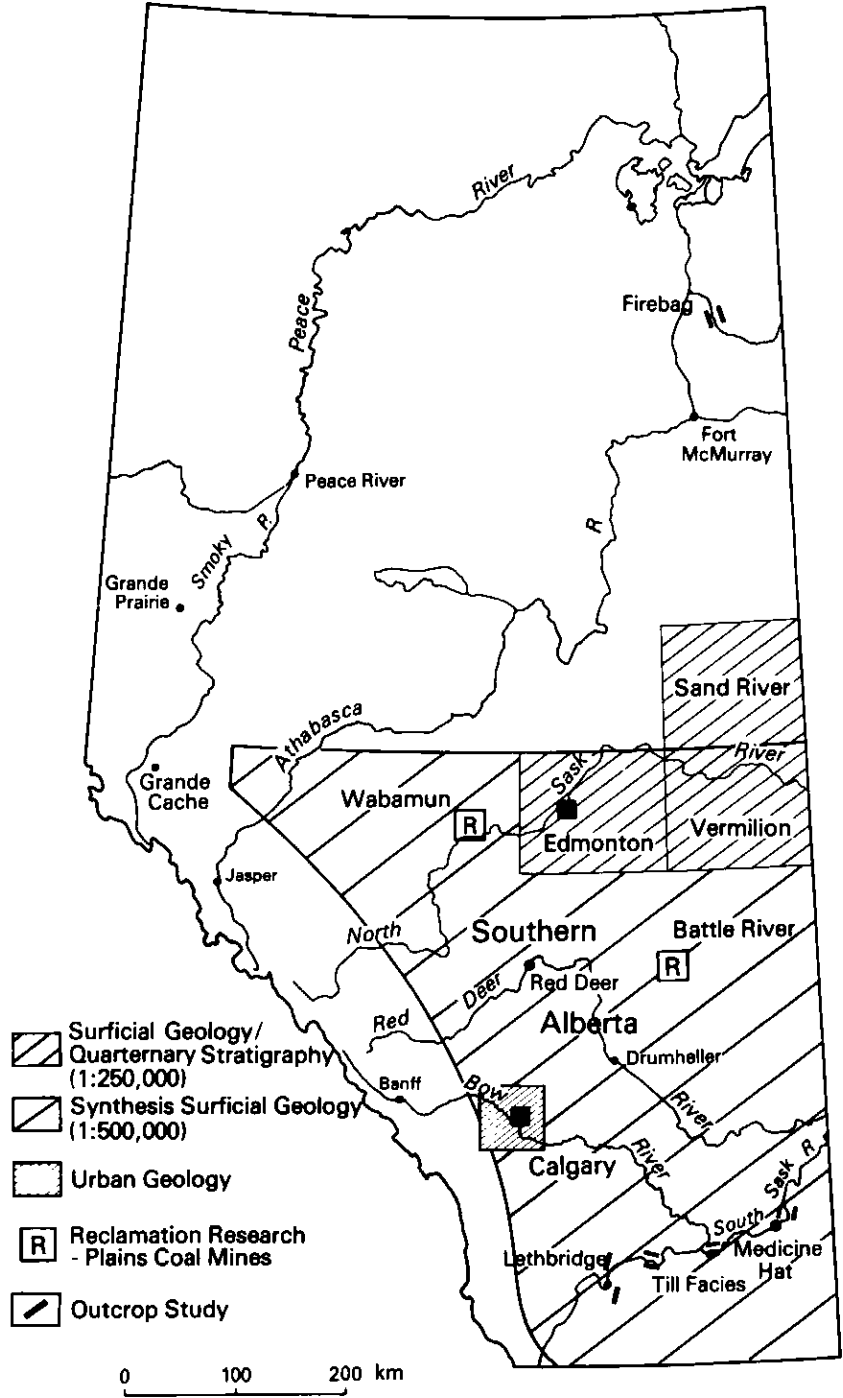 River
Peace
Firebag
Fort
McMurray
Peace River
R
Smoky
R.
Grande
Prairie
Sand River
Athabasca
River
Sask
Grande
Cache
Wabamun
R
Edmonton
Vermilion
Jasper
North
Southern
Battle River
R
Deer
Red Deer
Red
Alberta
Drumheller
Banff
Bow
River
Calgary
River
Sask
R
South
Lethbridge
Till Facies
Medicine
Hat
Surficial Geology/
Quarternary Stratigraphy
(1:250,000)
Synthesis Surficial Geology
(1:500,000)
Urban Geology
R
Reclamation Research
- Plains Coal Mines
Outcrop Study
0 100 200 km